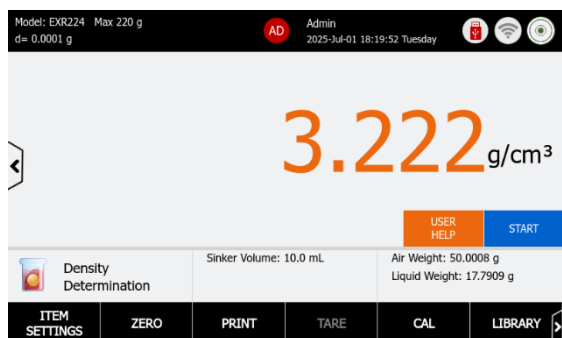 Model: EXR224 Max 220 g
d= 0.0001 g
AD
Admin
2025-Jul-01 18:19:52 Tuesday
3.222 g/cm³
USER
HELP
START
Density
Determination
Sinker Volume: 10.0 mL
Air Weight: 50.0008 g
Liquid Weight: 17.7909 g
ITEM
SETTINGS
ZERO
PRINT
TARE
CAL
LIBRARY